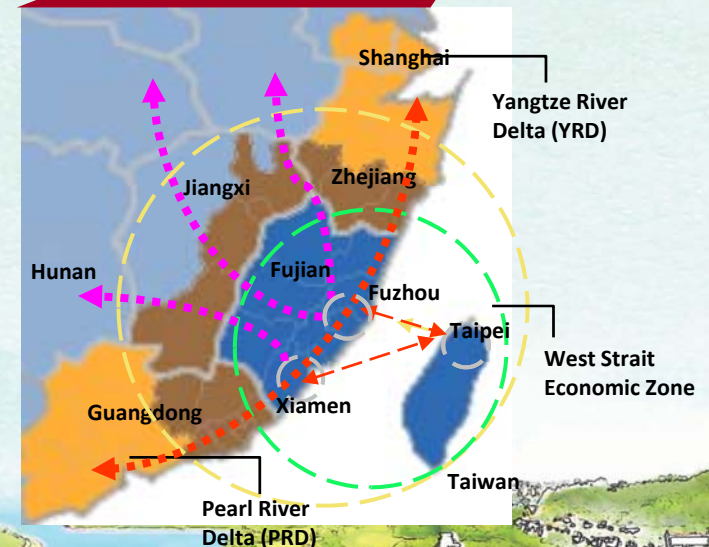 Shanghai
Yangtze River
Delta (YRD)
Zhejiang
Jiangxi
Hunan
Fujian
Fuzhou
Taipei
West Strait
Economic Zone
Guangdong
Xiamen
Taiwan
Pearl River
Delta (PRD)